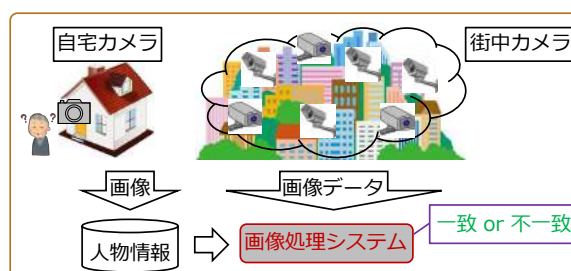 自宅カメラ
街中カメラ
? ?
画像
画像データ
人物情報
画像処理システム
一致 or 不一致